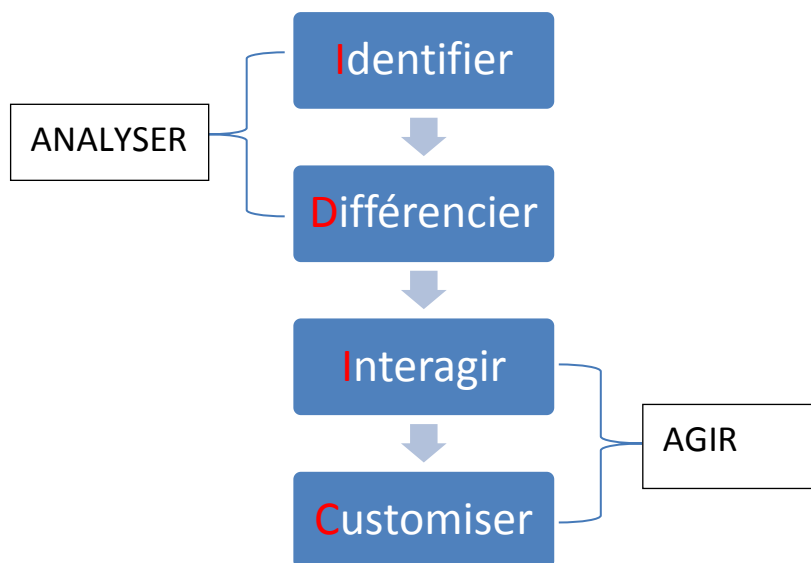 Identifier
ANALYSER
Différencier
Interagir
AGIR
Customiser